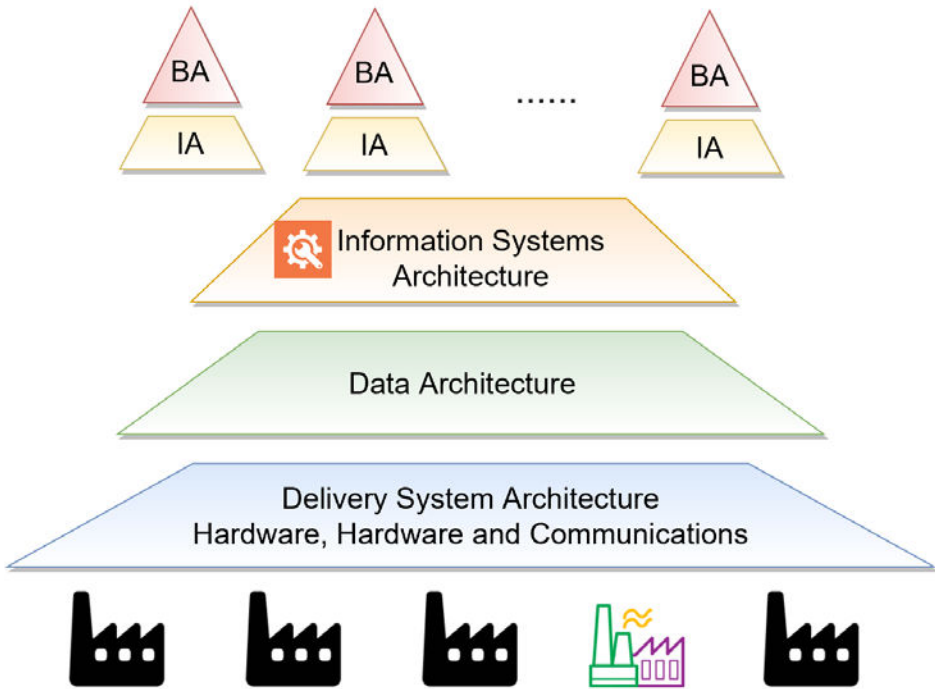 BA
BA
BA
......
IA
IA
IA
Information Systems
Architecture
Data Architecture
Delivery System Architecture
Hardware, Hardware and Communications